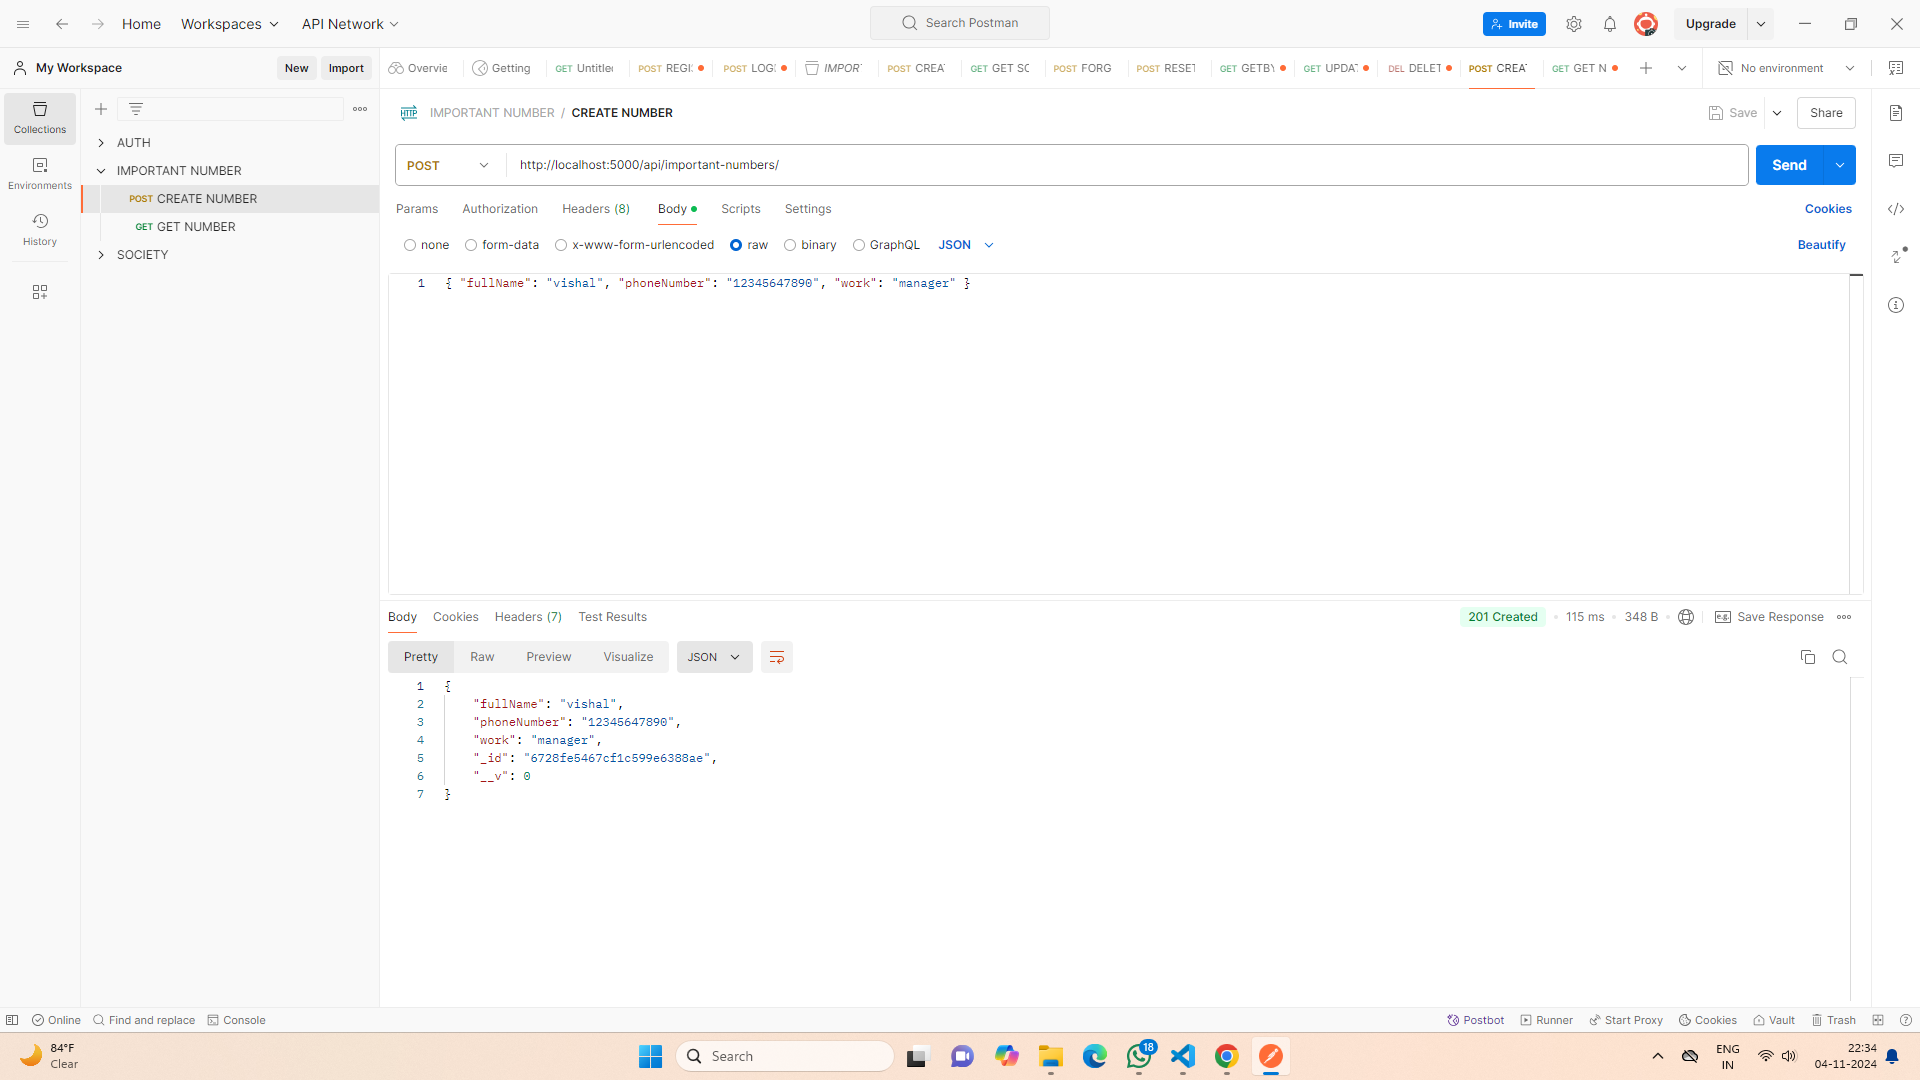 Home Workspaces API Network Search Postman Invite Upgrade
My Workspace New Import Overvie Getting GET Untitled POST REGI POST LOGI IMPOR POST CREA GET GET SC POST FORG POST RESET GET GETBY GET UPDAT DEL DELET POST CREA GET GET N No environment
Collections
Environments
History
AUTH
IMPORTANT NUMBER
POST CREATE NUMBER
GET GET NUMBER
SOCIETY
HTTP IMPORTANT NUMBER / CREATE NUMBER Save Share
POST http://localhost:5000/api/important-numbers/ Send
Params Authorization Headers (8) Body Scripts Settings Cookies
none form-data x-www-form-urlencoded raw binary GraphQL JSON Beautify
1 { "fullName": "vishal", "phoneNumber": "12345647890", "work": "manager" }
Body Cookies Headers (7) Test Results 201 Created 115 ms 348 B e.g. Save Response
Pretty Raw Preview Visualize JSON
1 {
2 "fullName": "vishal",
3 "phoneNumber": "12345647890",
4 "work": "manager",
5 "_id": "6728fe5467cf1c599e6388ae",
6 "__v": 0
7 }
Online Find and replace Console Postbot Runner Start Proxy Cookies Vault Trash
84°F
Clear
Search
18
ENG
IN
22:34
04-11-2024